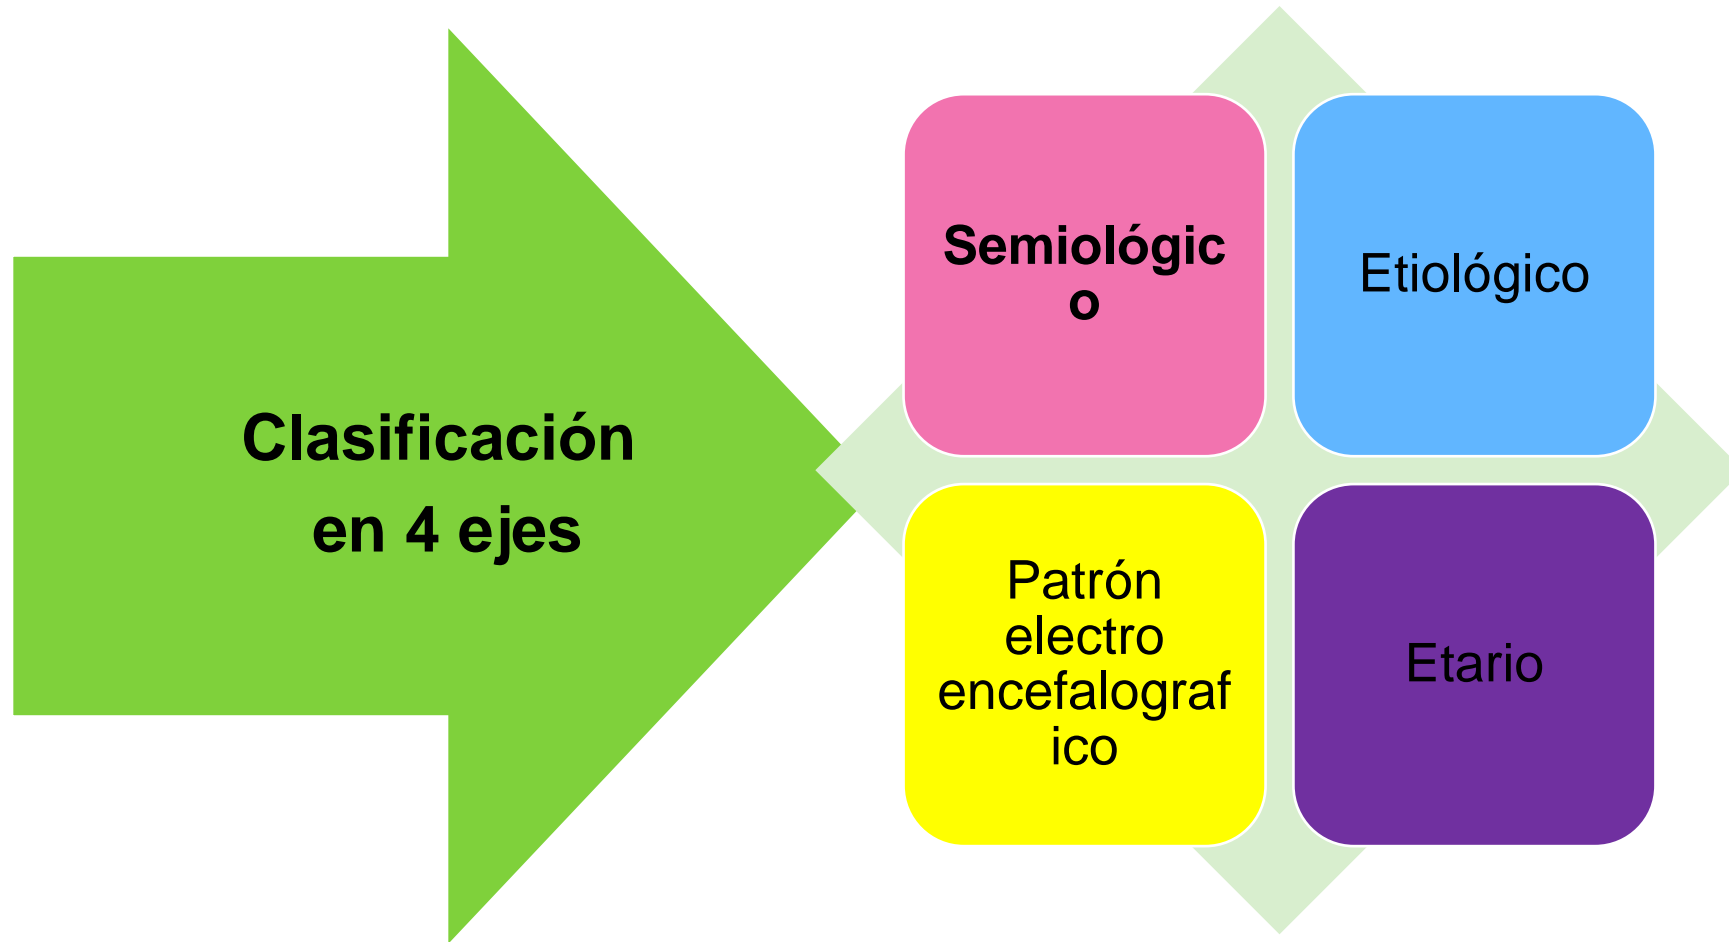 Clasificación
en 4 ejes
Semiológic
o
Etiológico
Patrón
electro
encefalograf
ico
Etario